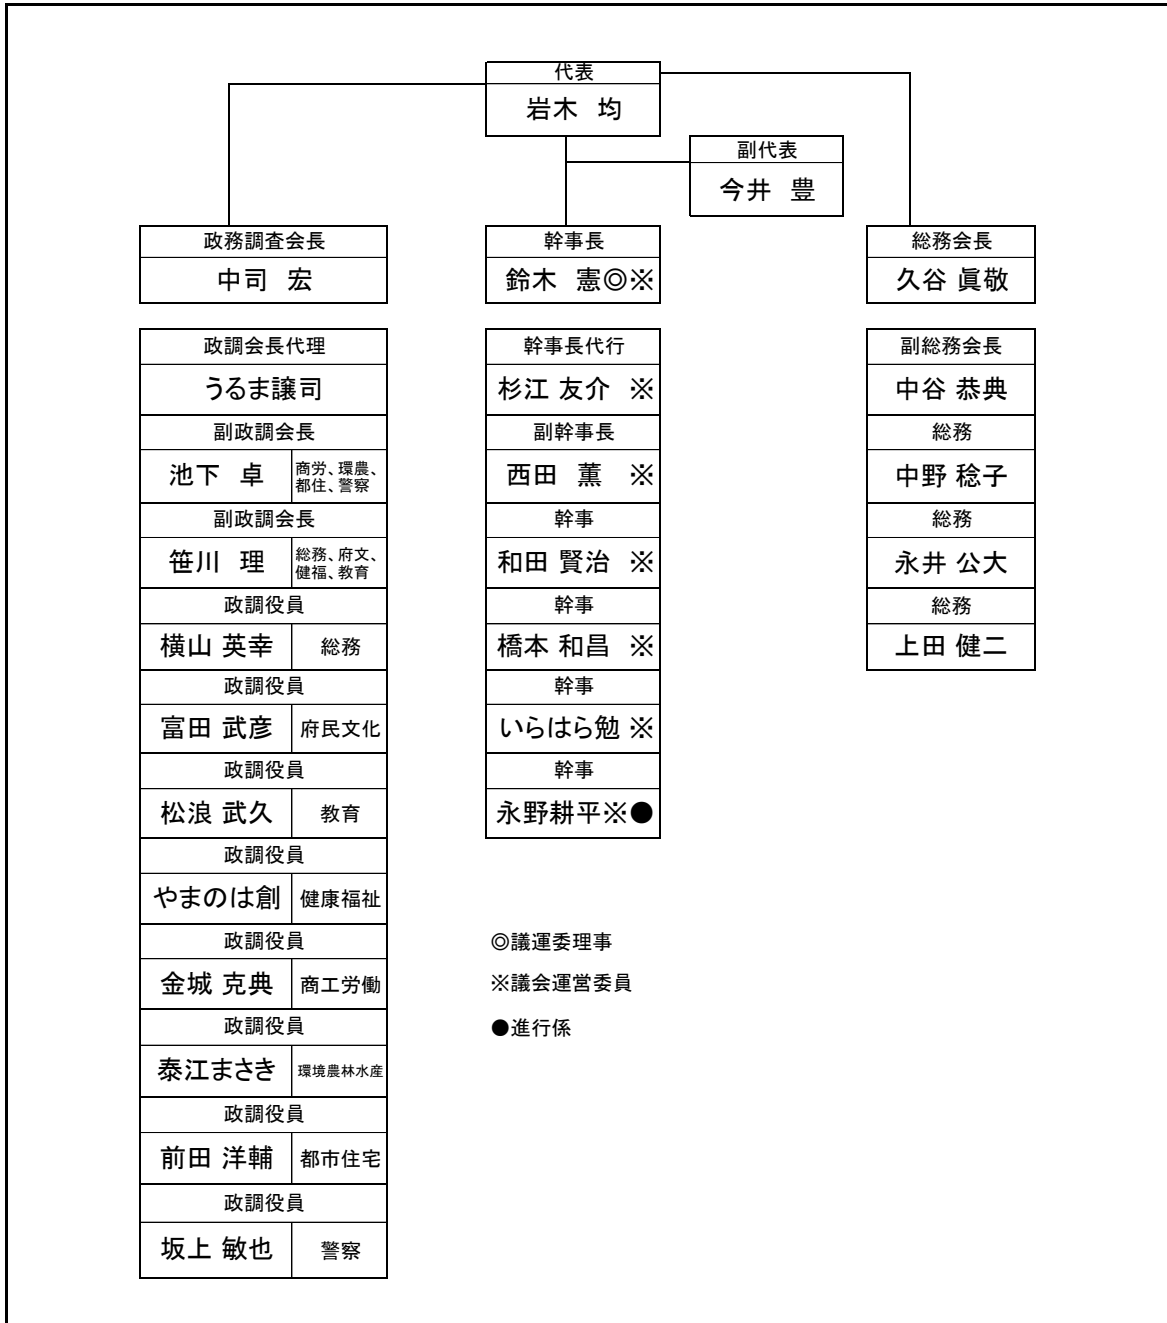 代表
岩木 均
副代表
今井 豊
政務調査会長
中司 宏
政調会長代理
うるま譲司
副政調会長
池下 卓
商労、環農、
都住、警察
副政調会長
笹川 理
総務、府文、
健福、教育
政調役員
横山 英幸 総務
政調役員
富田 武彦 府民文化
政調役員
松浪 武久 教育
政調役員
やまのは創 健康福祉
政調役員
金城 克典 商工労働
政調役員
泰江まさき 環境農林水産
政調役員
前田 洋輔 都市住宅
政調役員
坂上 敏也 警察
幹事長
鈴木 憲◎※
幹事長代行
杉江 友介 ※
副幹事長
西田 薫 ※
幹事
和田 賢治 ※
幹事
橋本 和昌 ※
幹事
いらはら勉 ※
幹事
永野耕平※●
◎議運委理事
※議会運営委員
●進行係
総務会長
久谷 眞敬
副総務会長
中谷 恭典
総務
中野 稔子
総務
永井 公大
総務
上田 健二